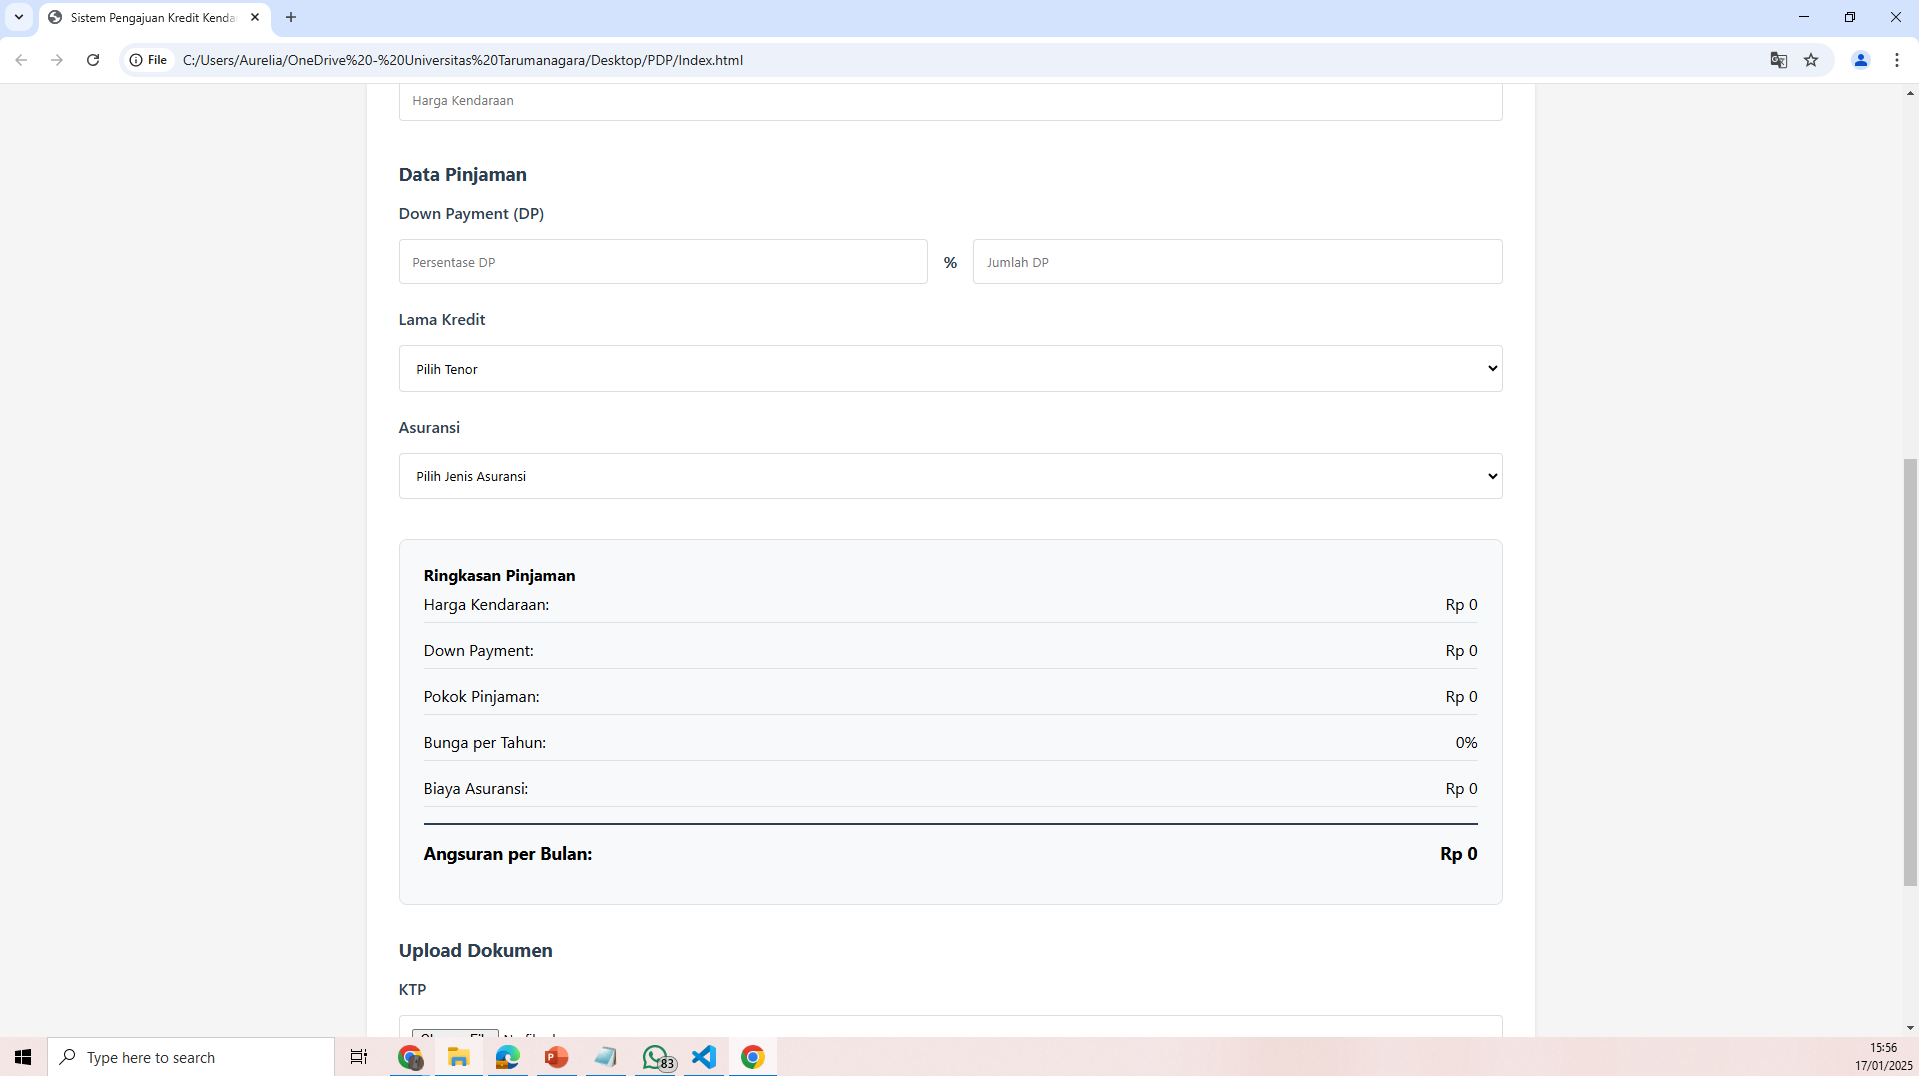 Sistem Pengajuan Kredit Kenda
File
C:/Users/Aurelia/OneDrive%20-%20Universitas%20Tarumanagara/Desktop/PDP/Index.html
Harga Kendaraan
Data Pinjaman
Down Payment (DP)
Persentase DP
%
Jumlah DP
Lama Kredit
Pilih Tenor
Asuransi
Pilih Jenis Asuransi
Ringkasan Pinjaman
Harga Kendaraan: Rp 0
Down Payment: Rp 0
Pokok Pinjaman: Rp 0
Bunga per Tahun: 0%
Biaya Asuransi: Rp 0
Angsuran per Bulan: Rp 0
Upload Dokumen
KTP
Type here to search
83
15:56
17/01/2025